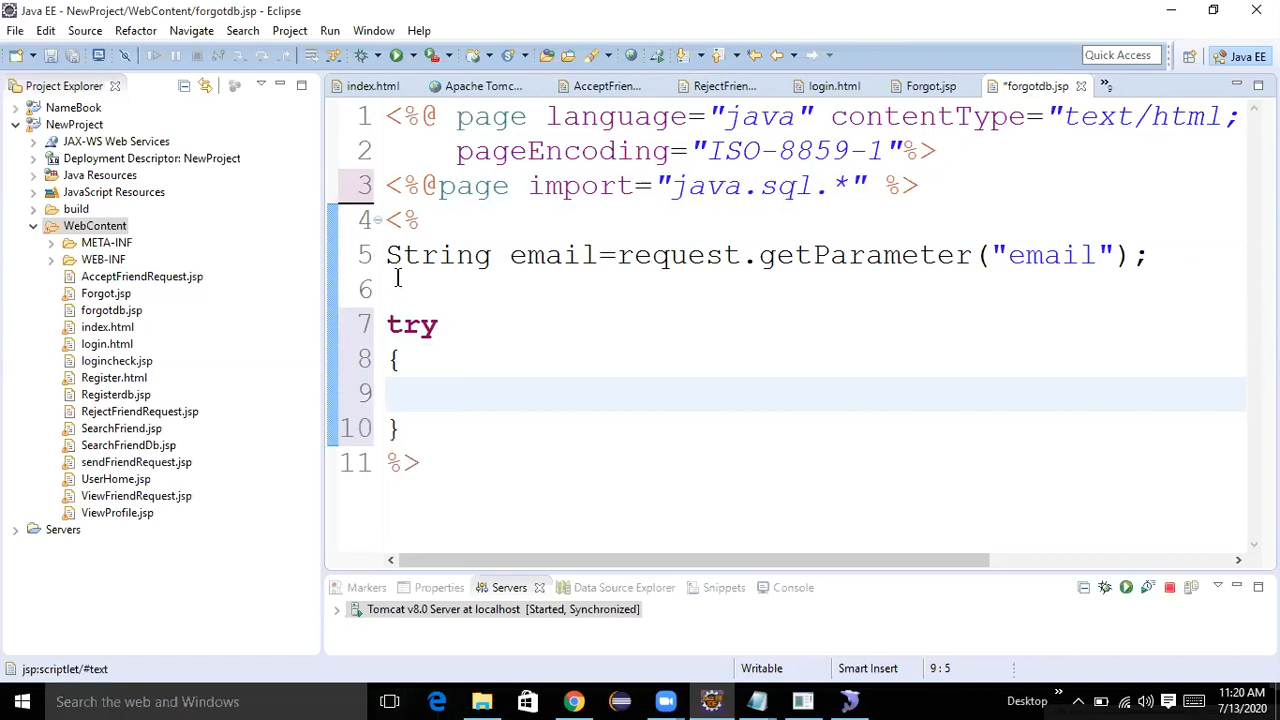 Java EE - NewProject/WebContent/forgotdb.jsp - Eclipse
File Edit Source Refactor Navigate Search Project Run Window Help
Quick Access Java EE
Project Explorer
NameBook
NewProject
JAX-WS Web Services
Deployment Descriptor: NewProject
Java Resources
JavaScript Resources
build
WebContent
META-INF
WEB-INF
AcceptFriendRequest.jsp
Forgot.jsp
forgotdb.jsp
index.html
login.html
logincheck.jsp
Register.html
Registerdb.jsp
RejectFriendRequest.jsp
SearchFriend.jsp
SearchFriendDb.jsp
sendFriendRequest.jsp
UserHome.jsp
ViewFriendRequest.jsp
ViewProfile.jsp
Servers
index.html Apache Tomc... AcceptFrien... RejectFrien... login.html Forgot.jsp *forgotdb.jsp »9
1 <%@ page language="java" contentType="text/html;
2 pageEncoding="ISO-8859-1"%>
3 <%@page import="java.sql.*" %>
4 <%
5 String email=request.getParameter("email");
6
7 try
8 {
9
10 }
11 %>
Markers Properties Servers Data Source Explorer Snippets Console
Tomcat v8.0 Server at localhost [Started, Synchronized]
jsp:scriptlet/#text Writable Smart Insert 9 : 5
Search the web and Windows Desktop » 11:20 AM
7/13/2020